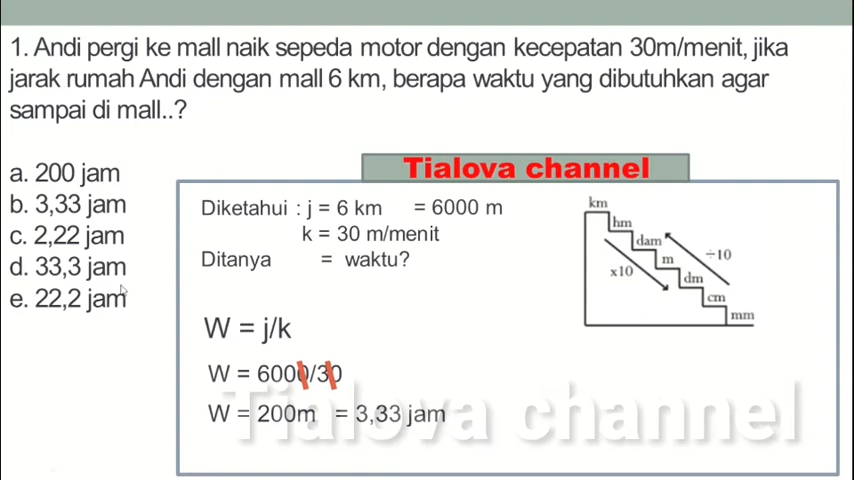 1. Andi pergi ke mall naik sepeda motor dengan kecepatan 30m/menit, jika
jarak rumah Andi dengan mall 6 km, berapa waktu yang dibutuhkan agar
sampai di mall..?
a. 200 jam
b. 3,33 jam
c. 2,22 jam
d. 33,3 jam
e. 22,2 jam
Tialova channel
Diketahui : j = 6 km = 6000 m
k = 30 m/menit
Ditanya = waktu?
W = j/k
W = 6000/30
W = 200m = 3,33 jam
km
hm
dam
m
dm
cm
mm
x10
÷10
Tialova channel